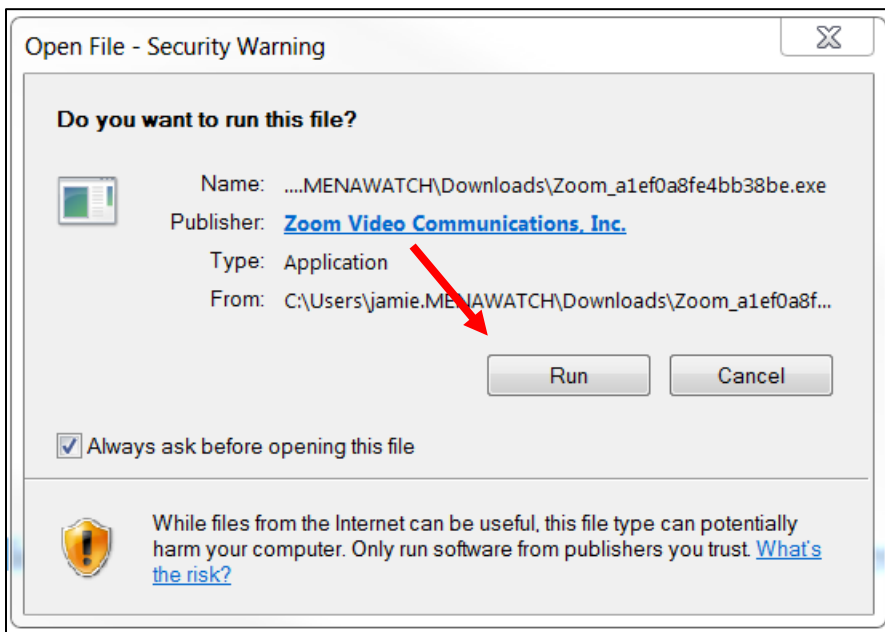 Open File - Security Warning
Do you want to run this file?
Name: ....MENAWATCH\Downloads\Zoom_a1ef0a8fe4bb38be.exe
Publisher: Zoom Video Communications, Inc.
Type: Application
From: C:\Users\jamie.MENAWATCH\Downloads\Zoom_a1ef0a8f...
Run Cancel
Always ask before opening this file
While files from the Internet can be useful, this file type can potentially
harm your computer. Only run software from publishers you trust. What's
the risk?